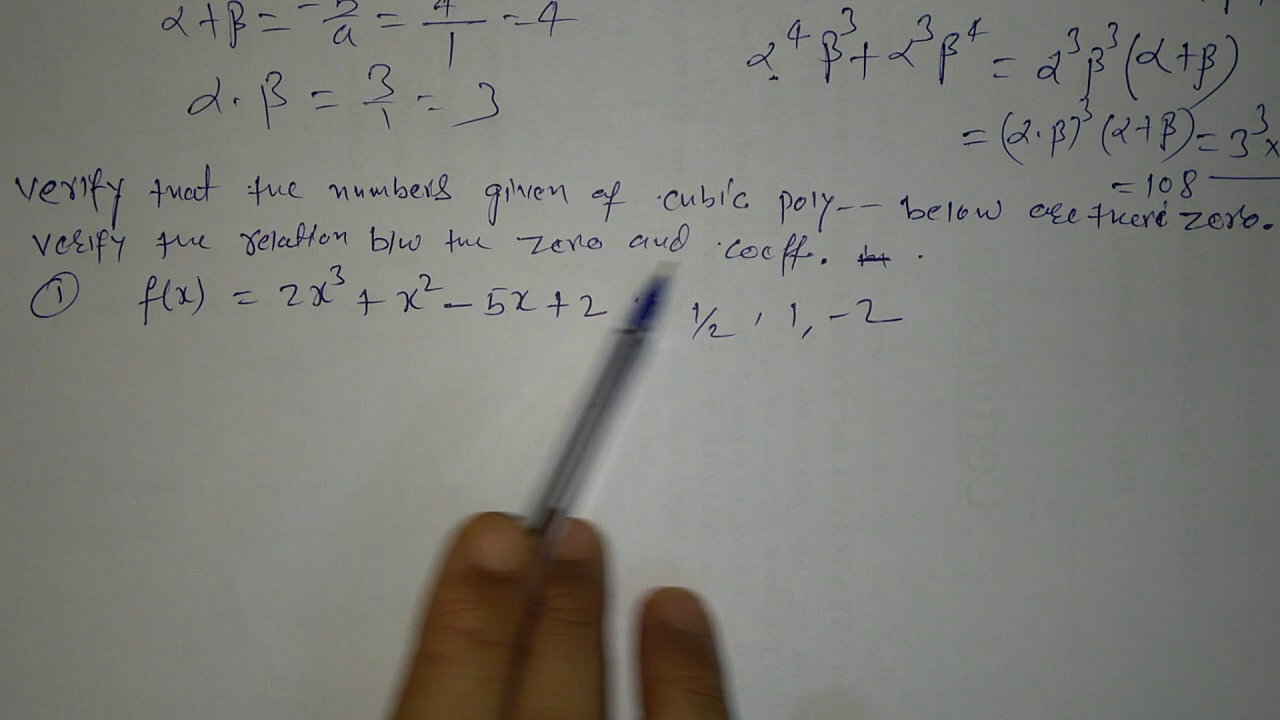 α+β = -b/a = 4/1 = 4
α·β = 3/1 = 3
α⁴β³+α³β⁴ = α³β³(α+β)
= (α·β)³(α+β) = 3³×
= 108
verify that the numbers given of cubic poly-- below are there zero.
verify the relation b/w the zero and coeff.
① f(x) = 2x³ + x² - 5x + 2 1/2, 1, -2